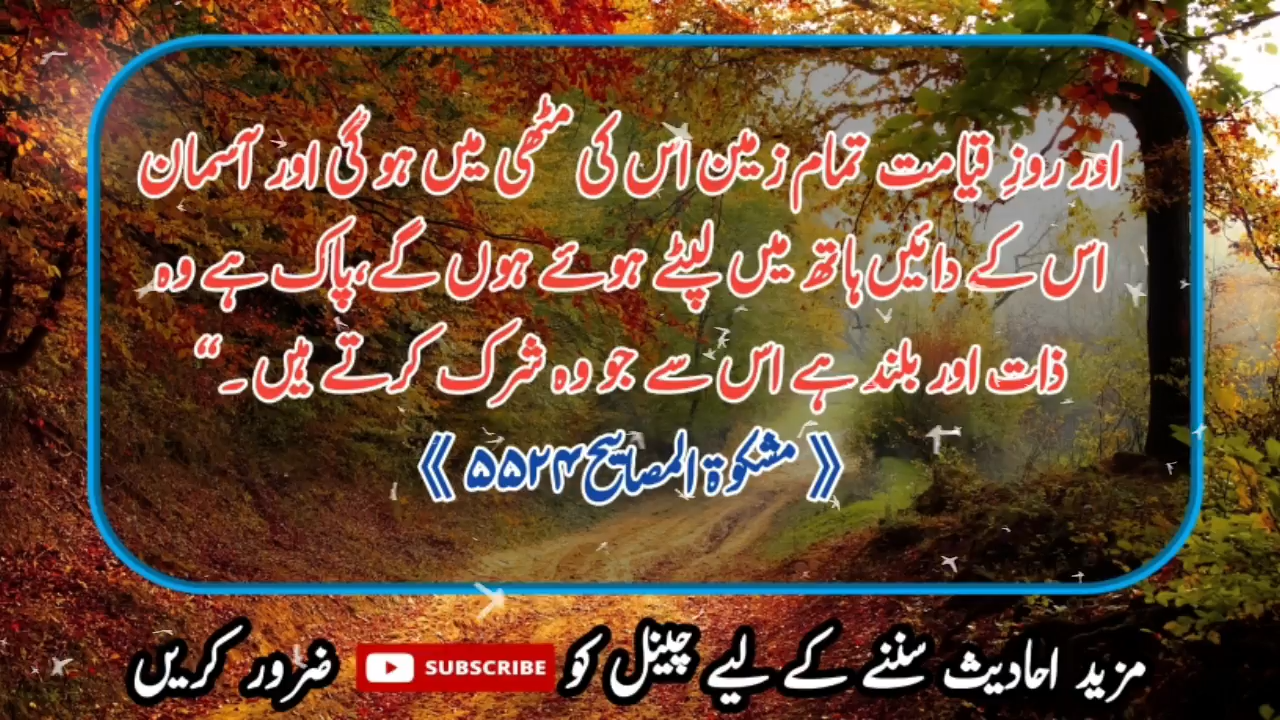 اور روزِ قیامت تمام زمین اس کی مٹھی میں ہو گی اور آسمان
اس کے دائیں ہاتھ میں لپٹے ہوئے ہوں گے، پاک ہے وہ
ذات اور بلند ہے اس سے جو وہ شرک کرتے ہیں۔“
《 مشکوۃ المصابیح ۵۵۲۴ 》
مزید احادیث سننے کے لیے چینل کو SUBSCRIBE ضرور کریں